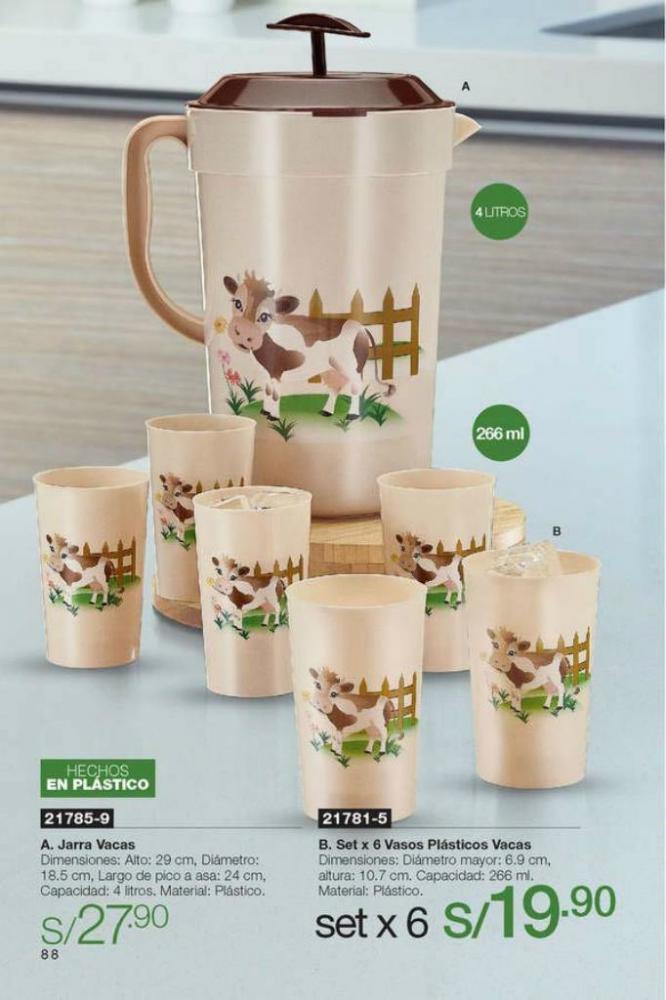 A
4 LITROS
266 ml
B
HECHOS
EN PLÁSTICO
21785-9
A. Jarra Vacas
Dimensiones: Alto: 29 cm, Diámetro:
18.5 cm, Largo de pico a asa: 24 cm,
Capacidad: 4 litros. Material: Plástico.
S/27.90
88
21781-5
B. Set x 6 Vasos Plásticos Vacas
Dimensiones: Diámetro mayor: 6.9 cm,
altura: 10.7 cm. Capacidad: 266 ml.
Material: Plástico.
set x 6 S/19.90